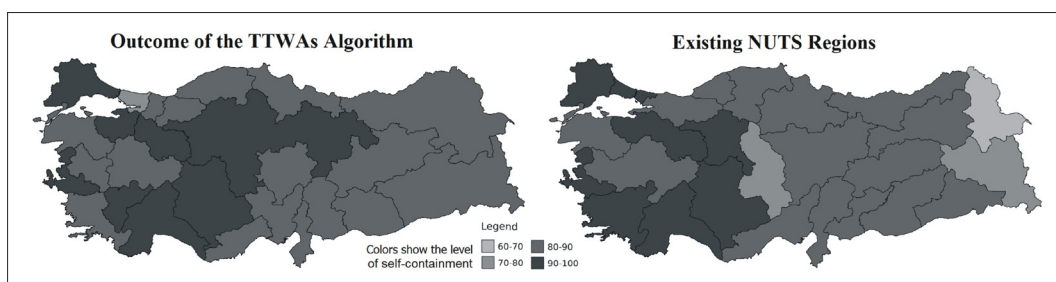 Outcome of the TTWAs Algorithm
Existing NUTS Regions
Legend
Colors show the level
of self-containment
60-70
80-90
70-80
90-100